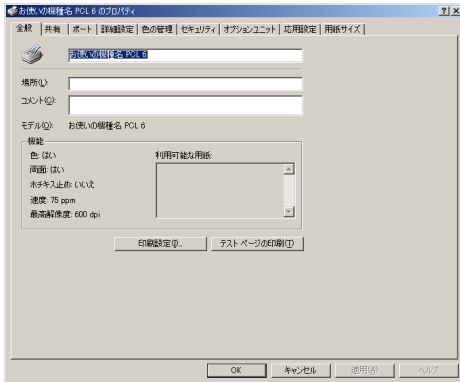 お使いの機種名 PCL 6 のプロパティ
全般 共有 ポート 詳細設定 色の管理 セキュリティ オプションユニット 応用設定 用紙サイズ
お使いの機種名 PCL 6
場所(L):
コメント(C):
モデル(O): お使いの機種名 PCL 6
機能
色: はい
利用可能な用紙:
両面: はい
ホチキス止め: いいえ
速度: 75 ppm
最高解像度: 600 dpi
印刷設定(I)...
テスト ページの印刷(T)
OK キャンセル 適用(A) ヘルプ